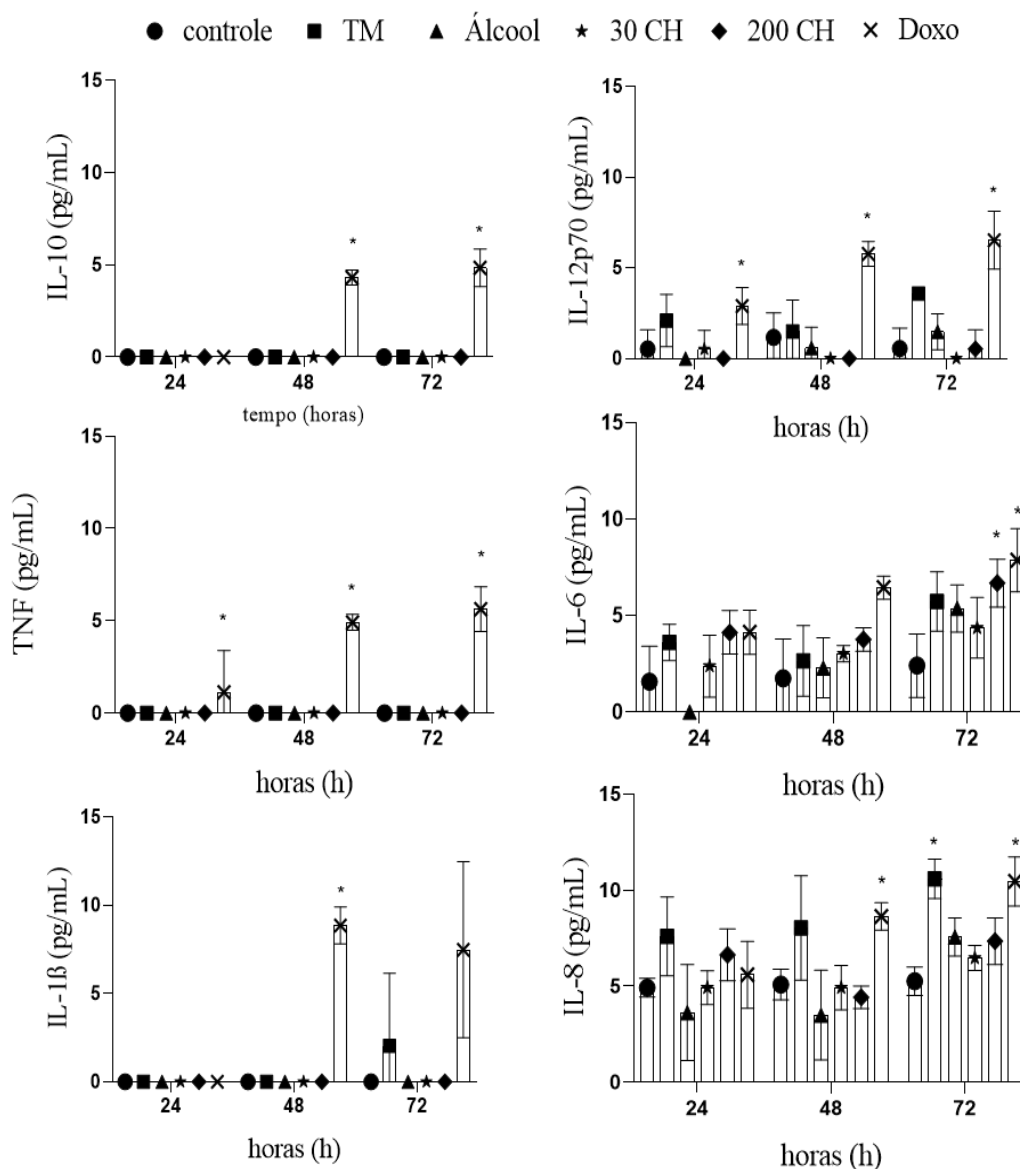 controle TM Álcool 30 CH 200 CH Doxo
IL-10 (pg/mL)
15
10
5
0
* *
24 48 72
tempo (horas)
IL-12p70 (pg/mL)
15
10
5
0
* * *
24 48 72
horas (h)
TNF (pg/mL)
15
10
5
0
* * *
24 48 72
horas (h)
IL-6 (pg/mL)
15
10
5
0
* *
24 48 72
horas (h)
IL-1ß (pg/mL)
15
10
5
0
*
24 48 72
horas (h)
IL-8 (pg/mL)
15
10
5
0
* * *
24 48 72
horas (h)